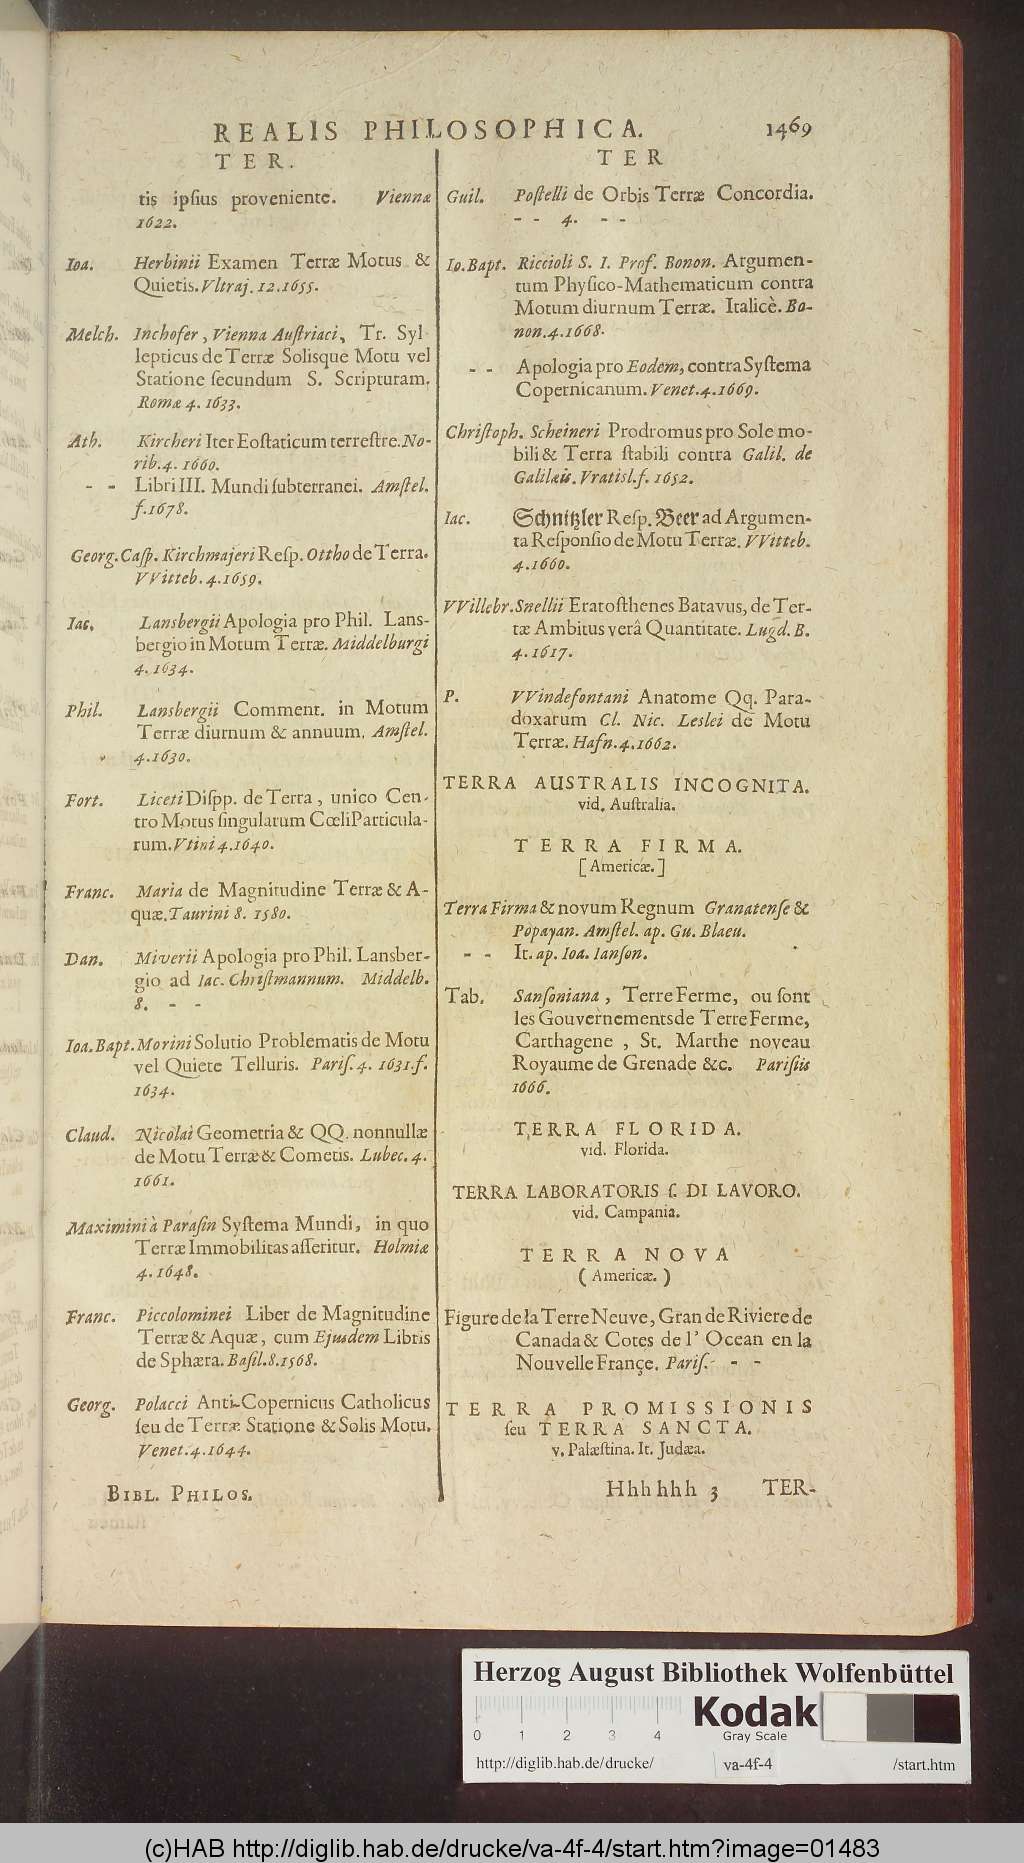 REALIS PHILOSOPHICA. 1469
TER.
tis ipſius proveniente. Viennæ
1622.
Ioa. Herbinii Examen Terræ Motus &
Quietis. Vltraj. 12. 1655.
Melch. Inchofer, Vienna Auſtriaci, Tr. Syl-
lepticus de Terræ Solisque Motu vel
Statione ſecundum S. Scripturam.
Romæ 4. 1633.
Ath. Kircheri Iter Eoſtaticum terreſtre. No-
rib. 4. 1660.
- - Libri III. Mundi ſubterranei. Amſtel.
f. 1678.
Georg. Caſp. Kirchmajeri Reſp. Ottho de Terra.
VVitteb. 4. 1659.
Iac. Lansbergii Apologia pro Phil. Lans-
bergio in Motum Terræ. Middelburgi
4. 1634.
Phil. Lansbergii Comment. in Motum
Terræ diurnum & annuum. Amſtel.
4. 1630.
Fort. Liceti Diſpp. de Terra, unico Cen-
tro Motus ſingularum Cœli Particula-
rum. Vtini 4. 1640.
Franc. Maria de Magnitudine Terræ & A-
quæ. Taurini 8. 1580.
Dan. Miverii Apologia pro Phil. Lansber-
gio ad Iac. Chriſtmannum. Middelb.
8. - -
Ioa. Bapt. Morini Solutio Problematis de Motu
vel Quiete Telluris. Pariſ. 4. 1631. f.
1634.
Claud. Nicolai Geometria & QQ. nonnullæ
de Motu Terræ & Cometis. Lubec. 4.
1661.
Maximini à Paraſin Syſtema Mundi, in quo
Terræ Immobilitas aſſeritur. Holmiæ
4. 1648.
Franc. Piccolominei Liber de Magnitudine
Terræ & Aquæ, cum Ejusdem Libris
de Sphæra. Baſil. 8. 1568.
Georg. Polacci Anti-Copernicus Catholicus
ſeu de Terræ Statione & Solis Motu.
Venet. 4. 1644.
BIBL. PHILOS.
TER
Guil. Poſtelli de Orbis Terræ Concordia.
- - 4. - -
Io. Bapt. Riccioli S. I. Prof. Bonon. Argumen-
tum Phyſico-Mathematicum contra
Motum diurnum Terræ. Italicè. Bo-
non. 4. 1668.
- - Apologia pro Eodem, contra Syſtema
Copernicanum. Venet. 4. 1669.
Chriſtoph. Scheineri Prodromus pro Sole mo-
bili & Terra ſtabili contra Galil. de
Galilæis. Vratisl. f. 1652.
Iac. Schnitzler Reſp. Beer ad Argumen-
ta Reſponſio de Motu Terræ. VVitteb.
4. 1660.
VVillebr. Snellii Eratoſthenes Batavus, de Ter-
ræ Ambitus verâ Quantitate. Lugd. B.
4. 1617.
P. VVindefontani Anatome Qq. Para-
doxarum Cl. Nic. Leslei de Motu
Terræ. Hafn. 4. 1662.
TERRA AUSTRALIS INCOGNITA.
vid. Auſtralia.
TERRA FIRMA.
[Americæ.]
Terra Firma & novum Regnum Granatenſe &
Popayan. Amſtel. ap. Gu. Blaeu.
- - It. ap. Ioa. Ianſon.
Tab. Sanſoniana, Terre Ferme, ou ſont
les Gouvernements de Terre Ferme,
Carthagene, St. Marthe noveau
Royaume de Grenade &c. Pariſiis
1666.
TERRA FLORIDA.
vid. Florida.
TERRA LABORATORIS ſ. DI LAVORO.
vid. Campania.
TERRA NOVA
(Americæ.)
Figure de la Terre Neuve, Gran de Riviere de
Canada & Cotes de l' Ocean en la
Nouvelle Françe. Pariſ. - -
TERRA PROMISSIONIS
ſeu TERRA SANCTA.
v. Palæſtina. It. Judæa.
Hhhhhhh 3 TER-
Herzog August Bibliothek Wolfenbüttel
0 1 2 3 4
Kodak
Gray Scale
http://diglib.hab.de/drucke/ va-4f-4 /start.htm
(c)HAB http://diglib.hab.de/drucke/va-4f-4/start.htm?image=01483